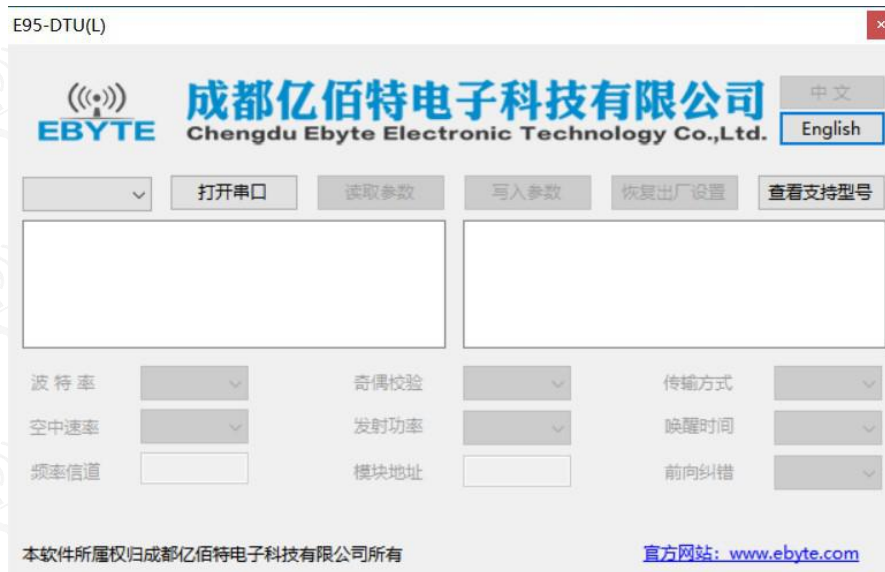 E95-DTU(L)
EBYTE
成都亿佰特电子科技有限公司
Chengdu Ebyte Electronic Technology Co.,Ltd.
中文
English
打开串口 读取参数 写入参数 恢复出厂设置 查看支持型号
波特率 奇偶校验 传输方式
空中速率 发射功率 唤醒时间
频率信道 模块地址 前向纠错
本软件所属权归成都亿佰特电子科技有限公司所有 官方网站：www.ebyte.com